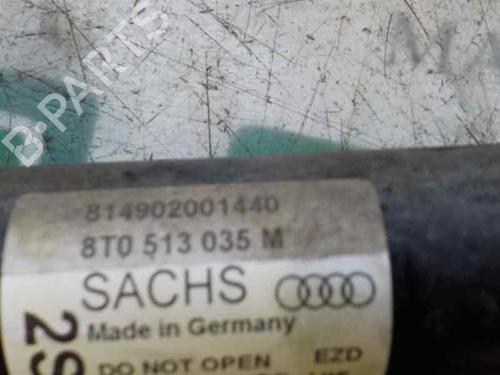 B-PARTS
814902001440
8T0 513 035 M
SACHS
Made in Germany
DO NOT OPEN EZD